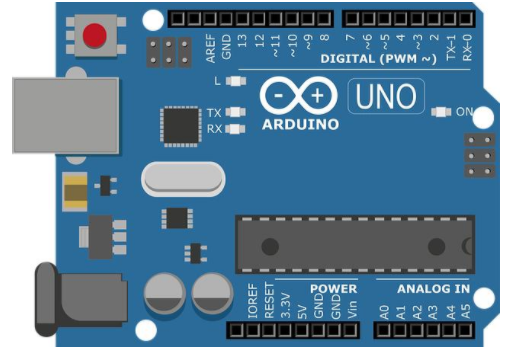 AREF
GND
13
12
~11
~10
~9
8
7
~6
~5
4
~3
2
TX-1
RX-0
DIGITAL (PWM ~)
L
TX
RX
- +
ARDUINO
UNO
ON
POWER
ANALOG IN
IOREF
RESET
3.3V
5V
GND
GND
Vin
A0
A1
A2
A3
A4
A5